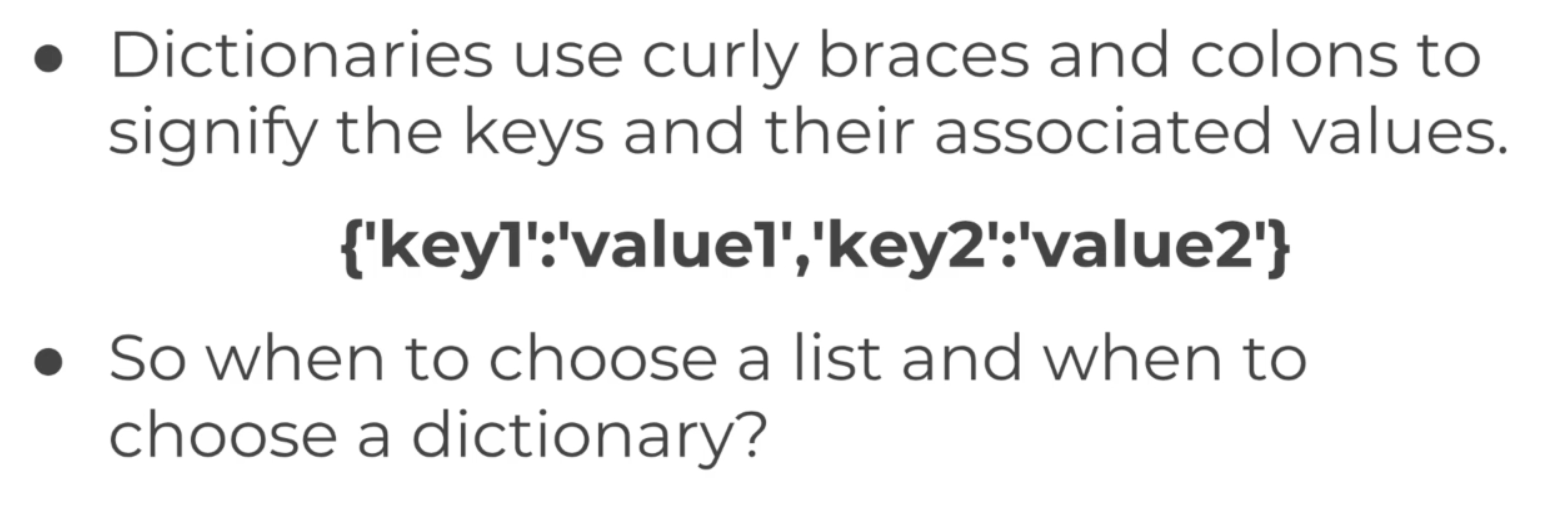 ● Dictionaries use curly braces and colons to
signify the keys and their associated values.
{'key1':'value1','key2':'value2'}
● So when to choose a list and when to
choose a dictionary?